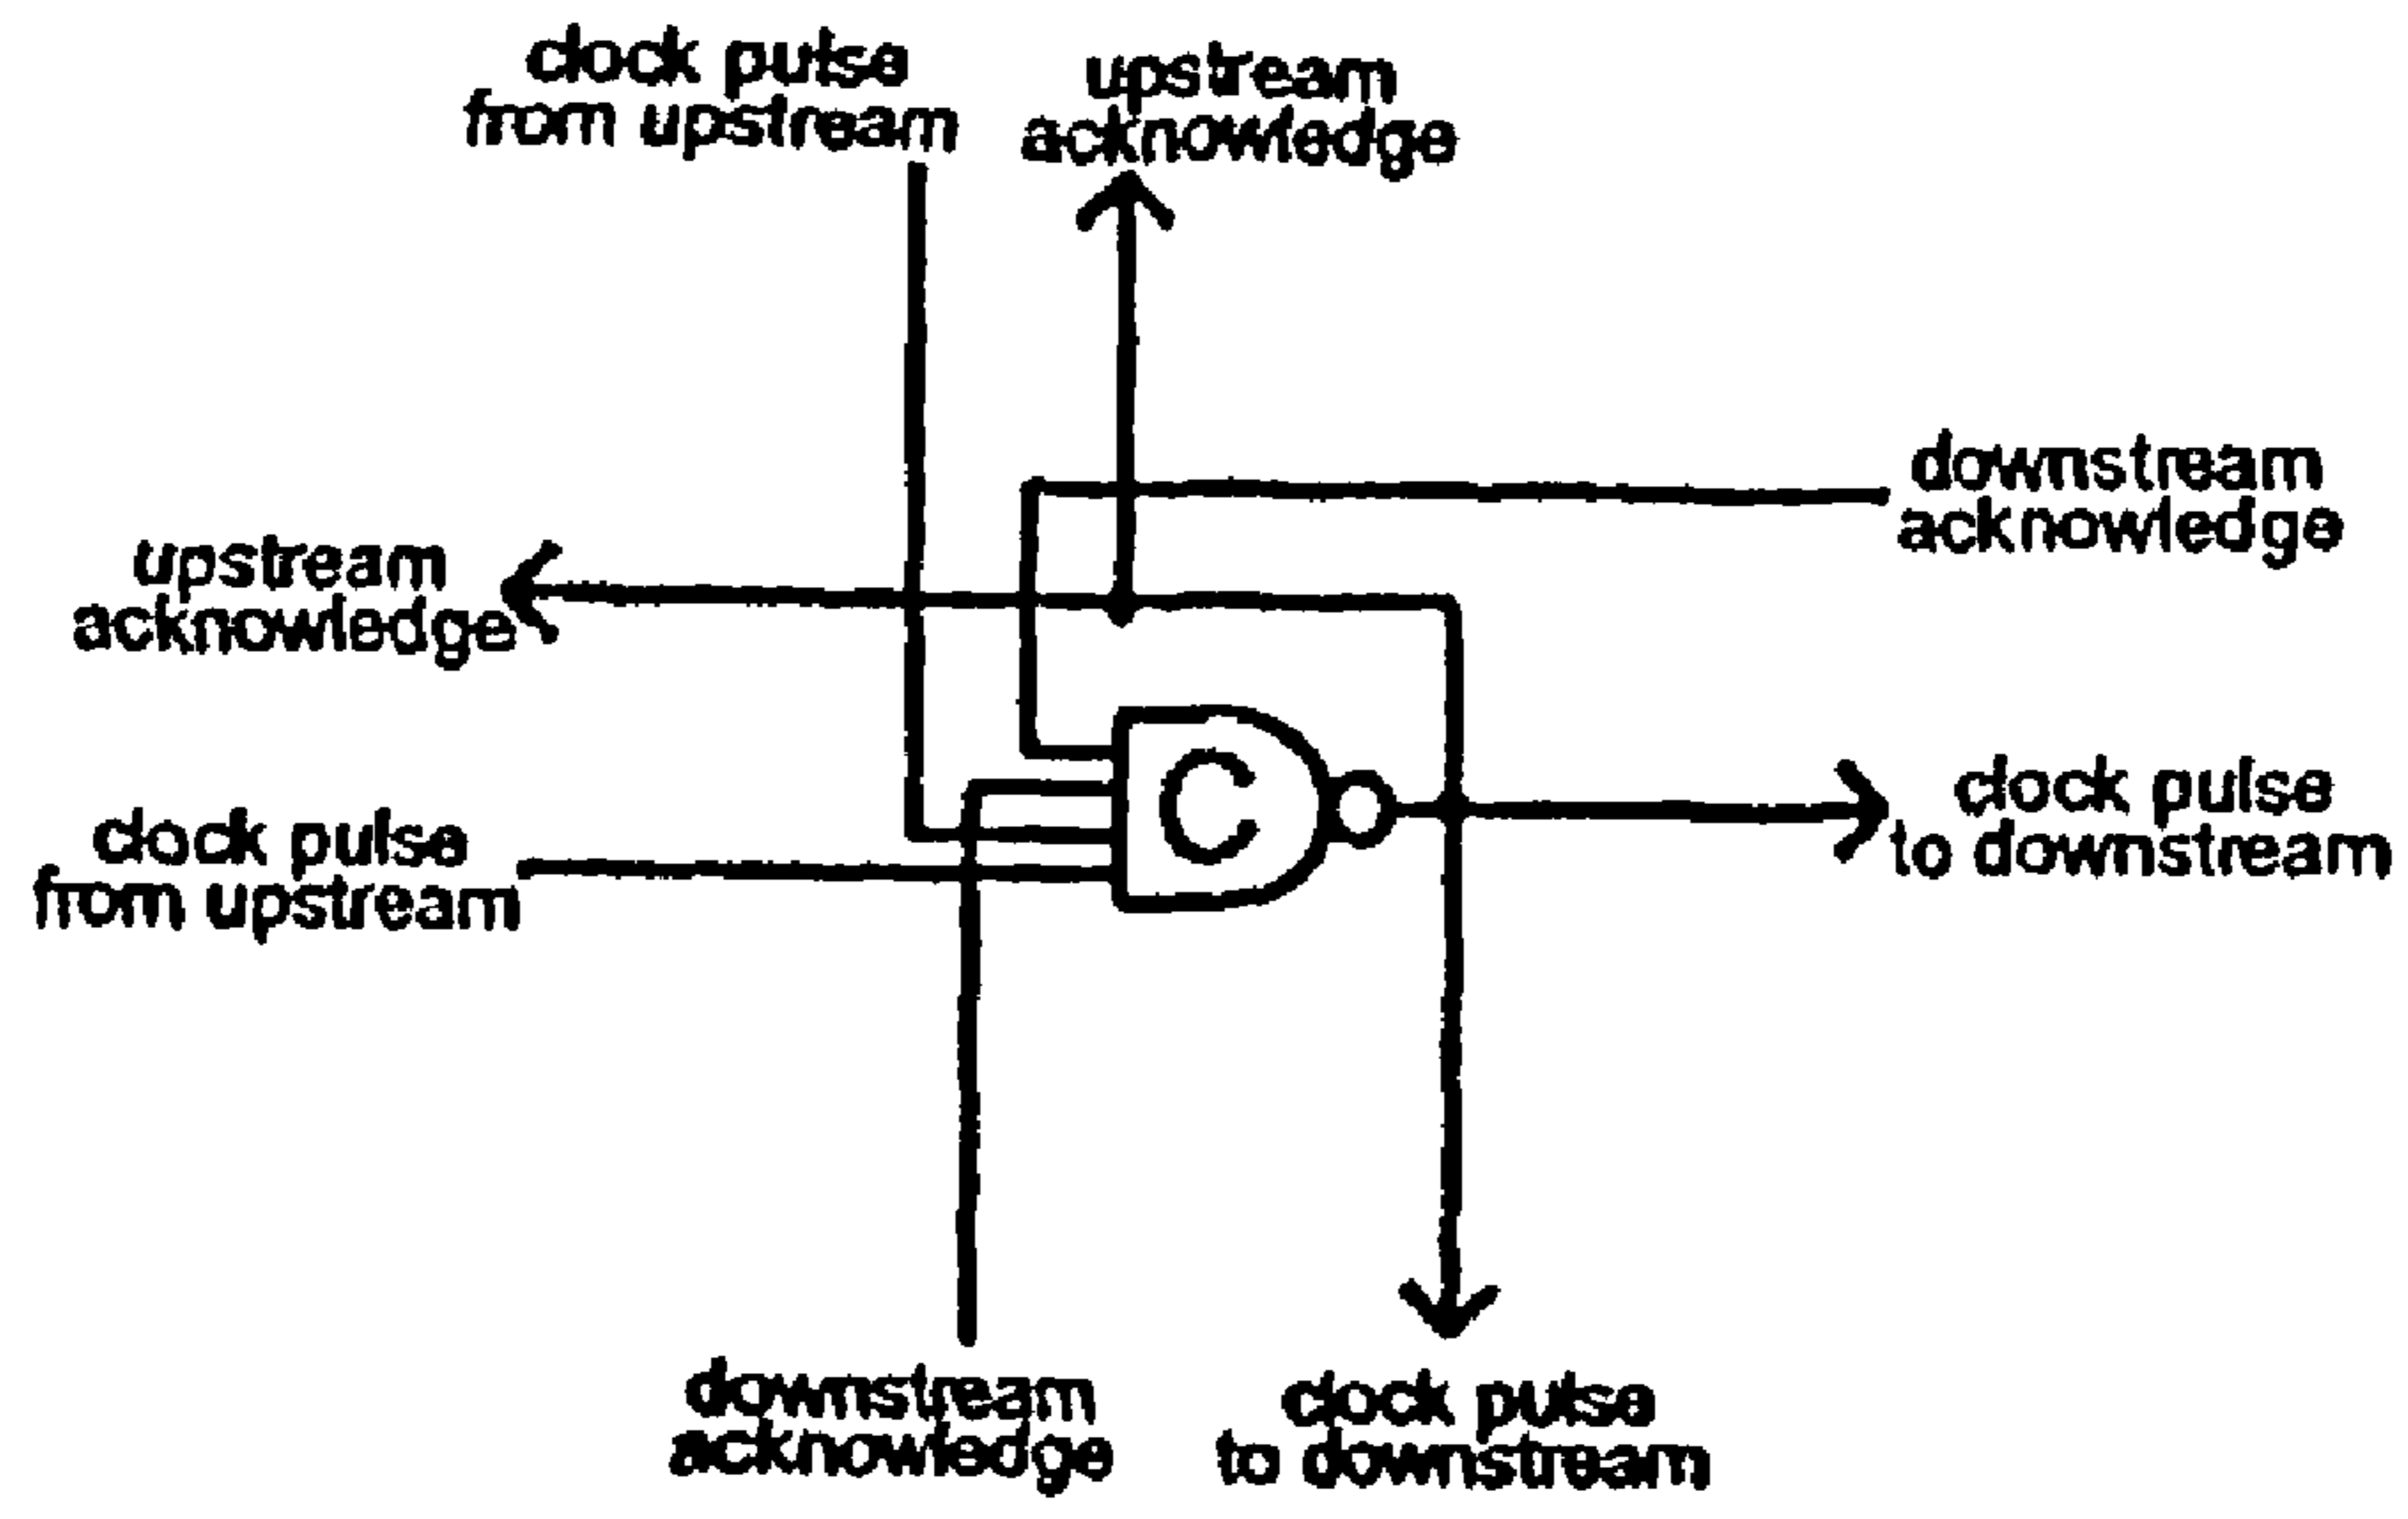 clock pulse
from upstream
upstream
acknowledge
downstream
acknowledge
upstream
acknowledge
clock pulse
to downstream
clock pulse
from upstream
C
downstream
acknowledge
clock pulse
to downstream